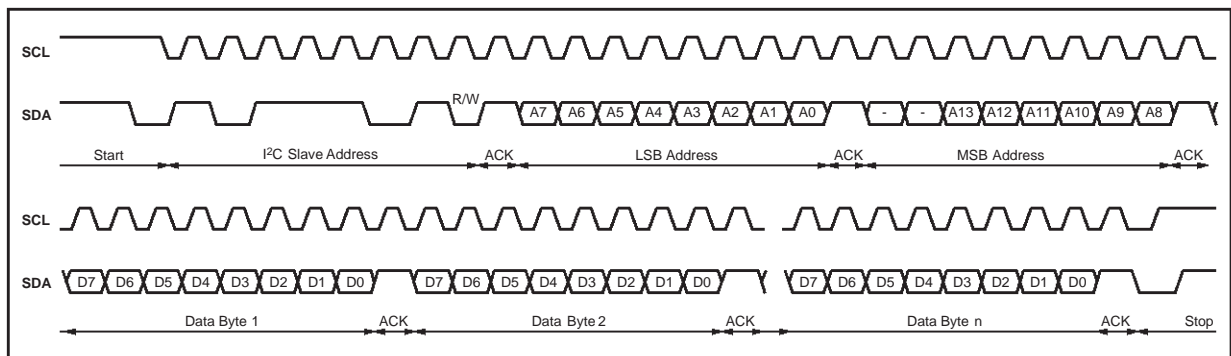 SCL
R/W
SDA A7 A6 A5 A4 A3 A2 A1 A0 - - A13 A12 A11 A10 A9 A8
Start I²C Slave Address ACK LSB Address ACK MSB Address ACK
SCL
SDA D7 D6 D5 D4 D3 D2 D1 D0 D7 D6 D5 D4 D3 D2 D1 D0 D7 D6 D5 D4 D3 D2 D1 D0
Data Byte 1 ACK Data Byte 2 ACK Data Byte n ACK Stop